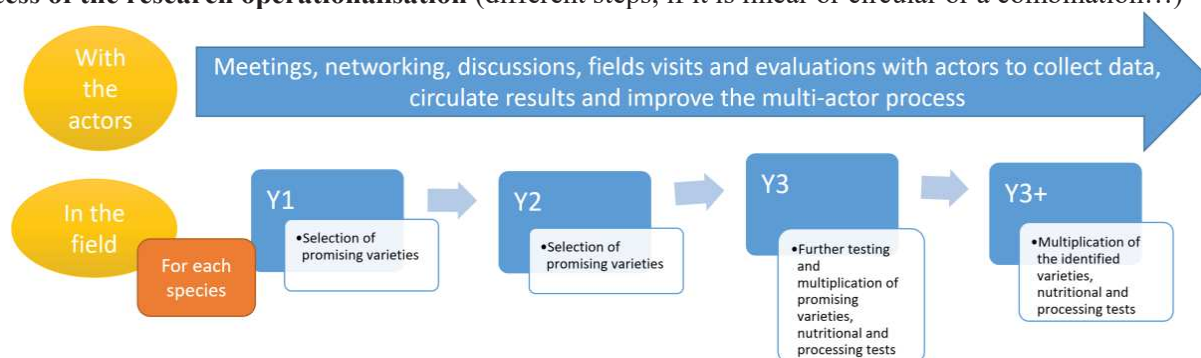 ess of the research operationalisation (different steps, if it is linear or circular or a combination…)
With
the
actors
Meetings, networking, discussions, fields visits and evaluations with actors to collect data,
circulate results and improve the multi-actor process
In the
field
For each
species
Y1
•Selection of
promising varieties
Y2
•Selection of
promising varieties
Y3
•Further testing
and
multiplication of
promising
varieties,
nutritional and
processing tests
Y3+
•Multiplication of
the identified
varieties,
nutritional and
processing tests